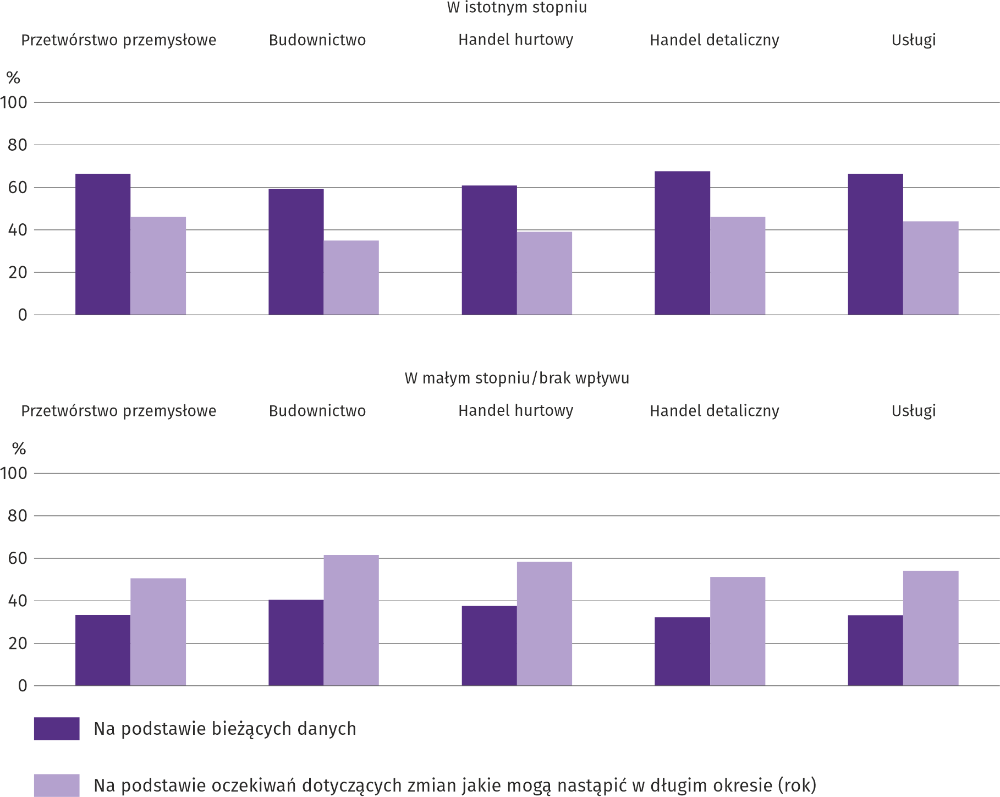 W istotnym stopniu
Przetwórstwo przemysłowe Budownictwo Handel hurtowy Handel detaliczny Usługi
%
100
80
60
40
20
0
W małym stopniu/brak wpływu
Przetwórstwo przemysłowe Budownictwo Handel hurtowy Handel detaliczny Usługi
%
100
80
60
40
20
0
Na podstawie bieżących danych
Na podstawie oczekiwań dotyczących zmian jakie mogą nastąpić w długim okresie (rok)